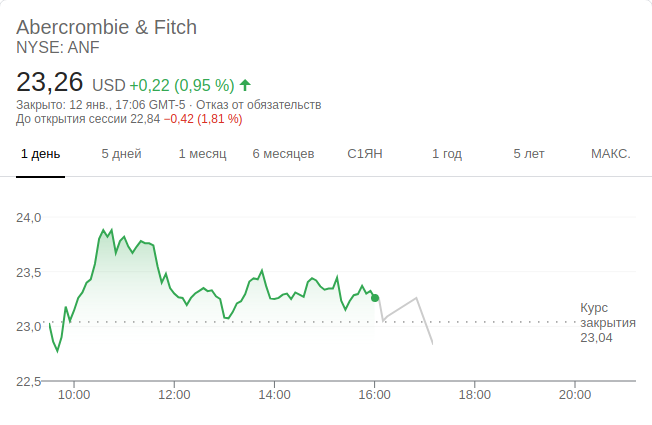 Abercrombie & Fitch
NYSE: ANF
23,26 USD +0,22 (0,95 %)
Закрыто: 12 янв., 17:06 GMT-5 · Отказ от обязательств
До открытия сессии 22,84 −0,42 (1,81 %)
1 день 5 дней 1 месяц 6 месяцев С1ЯН 1 год 5 лет МАКС.
24,0
23,5
Курс
закрытия
23,04
23,0
22,5
10:00 12:00 14:00 16:00 18:00 20:00